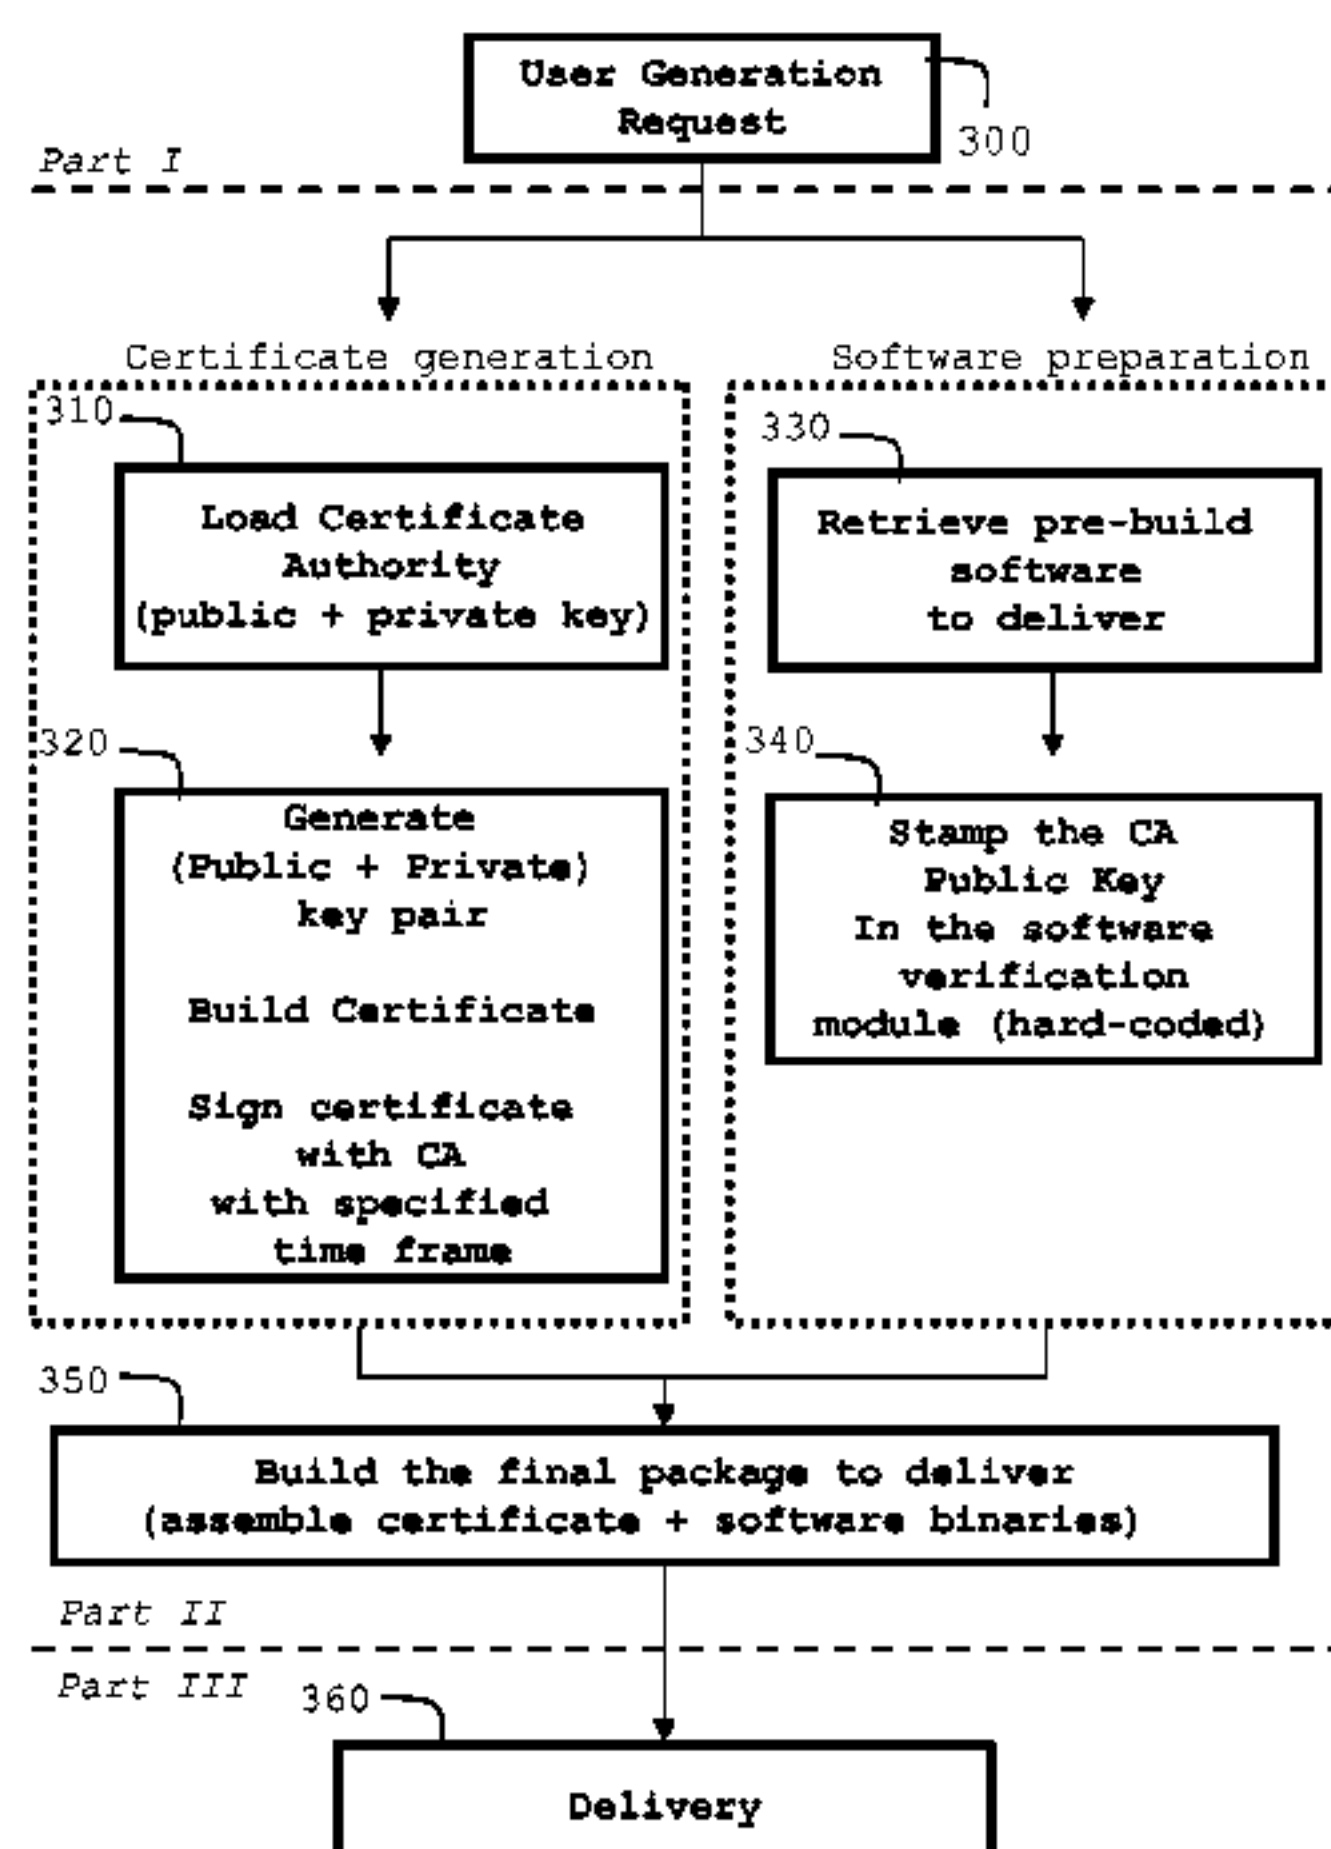 User Generation
Request
300
Part I
Certificate generation
310
Load Certificate
Authority
(public + private key)
320
Generate
(Public + Private)
key pair
Build Certificate
Sign certificate
with CA
with specified
time frame
Software preparation
330
Retrieve pre-build
software
to deliver
340
Stamp the CA
Public Key
In the software
verification
module (hard-coded)
350
Build the final package to deliver
(assemble certificate + software binaries)
Part II
Part III
360
Delivery